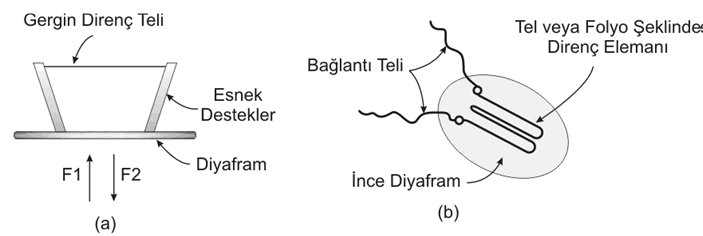 (a)
Gergin Direnç Teli
Esnek
Destekler
Diyafram
F1
F2
(b)
Tel veya Folyo Şeklinde
Direnç Elemanı
Bağlantı Teli
İnce Diyafram
(a)
(b)